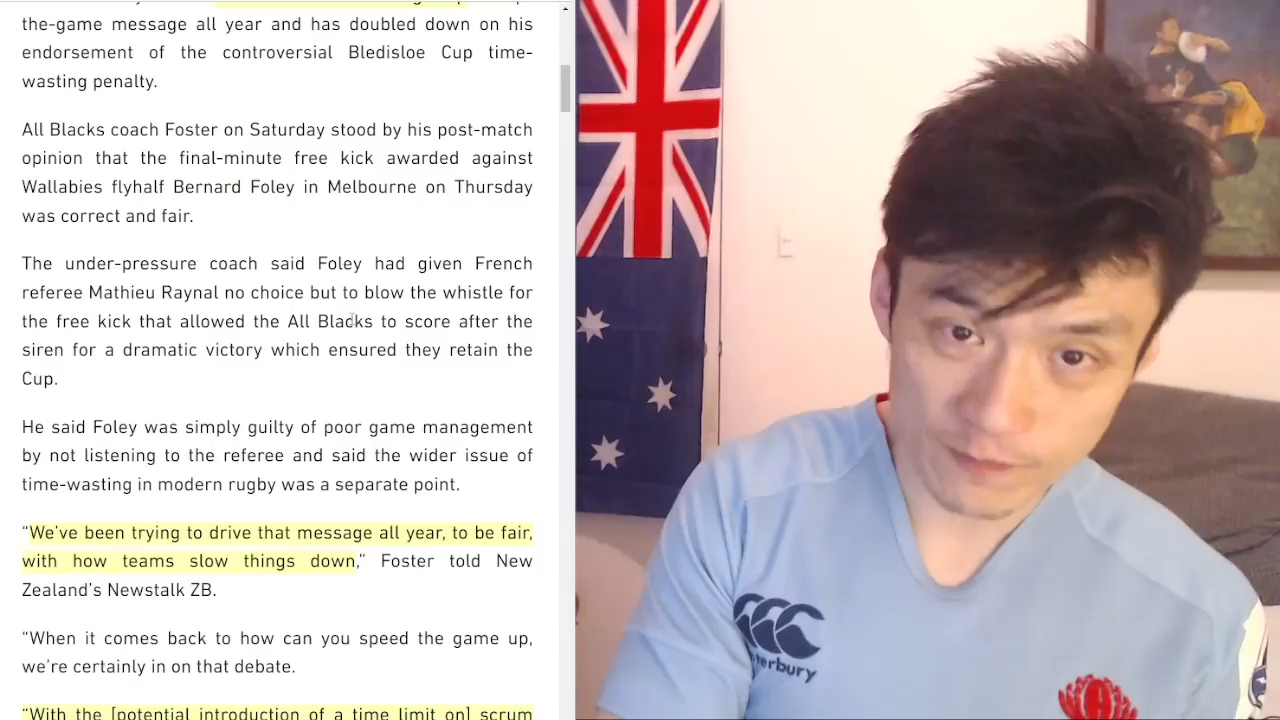 the-game message all year and has doubled down on his
endorsement of the controversial Bledisloe Cup time-
wasting penalty.
All Blacks coach Foster on Saturday stood by his post-match
opinion that the final-minute free kick awarded against
Wallabies flyhalf Bernard Foley in Melbourne on Thursday
was correct and fair.
The under-pressure coach said Foley had given French
referee Mathieu Raynal no choice but to blow the whistle for
the free kick that allowed the All Blacks to score after the
siren for a dramatic victory which ensured they retain the
Cup.
He said Foley was simply guilty of poor game management
by not listening to the referee and said the wider issue of
time-wasting in modern rugby was a separate point.
“We’ve been trying to drive that message all year, to be fair,
with how teams slow things down,” Foster told New
Zealand’s Newstalk ZB.
“When it comes back to how can you speed the game up,
we’re certainly in on that debate.
“With the [potential introduction of a time limit on] scrum